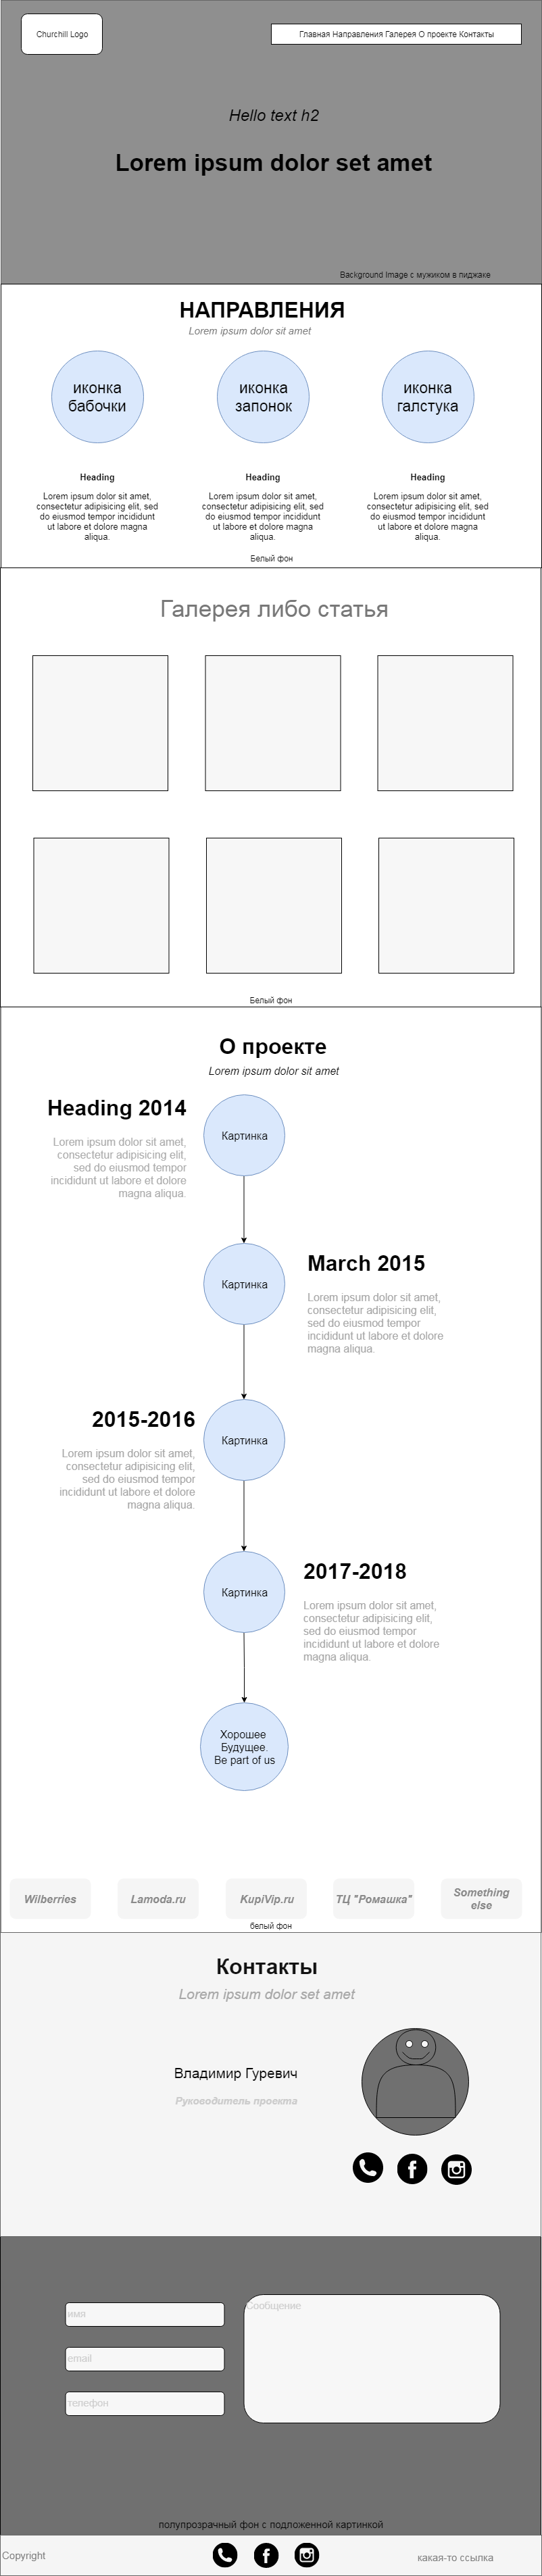 Churchill Logo
Главная Направления Галерея О проекте Контакты
Hello text h2
Lorem ipsum dolor set amet
Background Image с мужиком в пиджаке
НАПРАВЛЕНИЯ
Lorem ipsum dolor sit amet
иконка
бабочки
иконка
запонок
иконка
галстука
Heading
Lorem ipsum dolor sit amet,
consectetur adipisicing elit, sed
do eiusmod tempor incididunt
ut labore et dolore magna
aliqua.
Heading
Lorem ipsum dolor sit amet,
consectetur adipisicing elit, sed
do eiusmod tempor incididunt
ut labore et dolore magna
aliqua.
Heading
Lorem ipsum dolor sit amet,
consectetur adipisicing elit, sed
do eiusmod tempor incididunt
ut labore et dolore magna
aliqua.
Белый фон
Галерея либо статья
Белый фон
О проекте
Lorem ipsum dolor sit amet
Heading 2014
Lorem ipsum dolor sit amet,
consectetur adipisicing elit,
sed do eiusmod tempor
incididunt ut labore et dolore
magna aliqua.
Картинка
Картинка
March 2015
Lorem ipsum dolor sit amet,
consectetur adipisicing elit,
sed do eiusmod tempor
incididunt ut labore et dolore
magna aliqua.
2015-2016
Lorem ipsum dolor sit amet,
consectetur adipisicing elit,
sed do eiusmod tempor
incididunt ut labore et dolore
magna aliqua.
Картинка
Картинка
2017-2018
Lorem ipsum dolor sit amet,
consectetur adipisicing elit,
sed do eiusmod tempor
incididunt ut labore et dolore
magna aliqua.
Хорошее
Будущее.
Be part of us
Wilberries
Lamoda.ru
KupiVip.ru
ТЦ "Ромашка"
Something
else
белый фон
Контакты
Lorem ipsum dolor set amet
Владимир Гуревич
Руководитель проекта
имя
Сообщение
email
телефон
полупрозрачный фон с подложенной картинкой
Copyright
какая-то ссылка